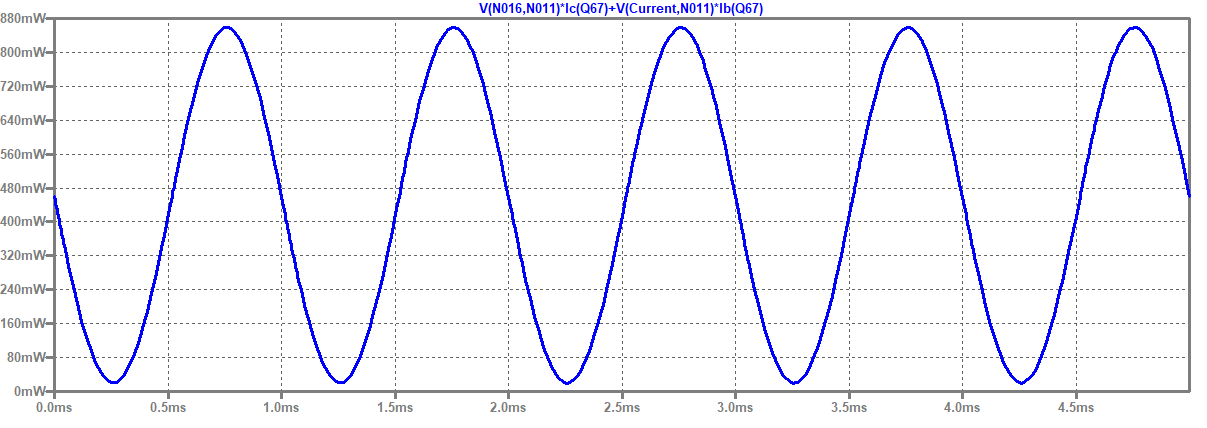 V(N016,N011)*Ic(Q67)+V(Current,N011)*Ib(Q67)
880mW
800mW
720mW
640mW
560mW
480mW
400mW
320mW
240mW
160mW
80mW
0mW
0.0ms 0.5ms 1.0ms 1.5ms 2.0ms 2.5ms 3.0ms 3.5ms 4.0ms 4.5ms